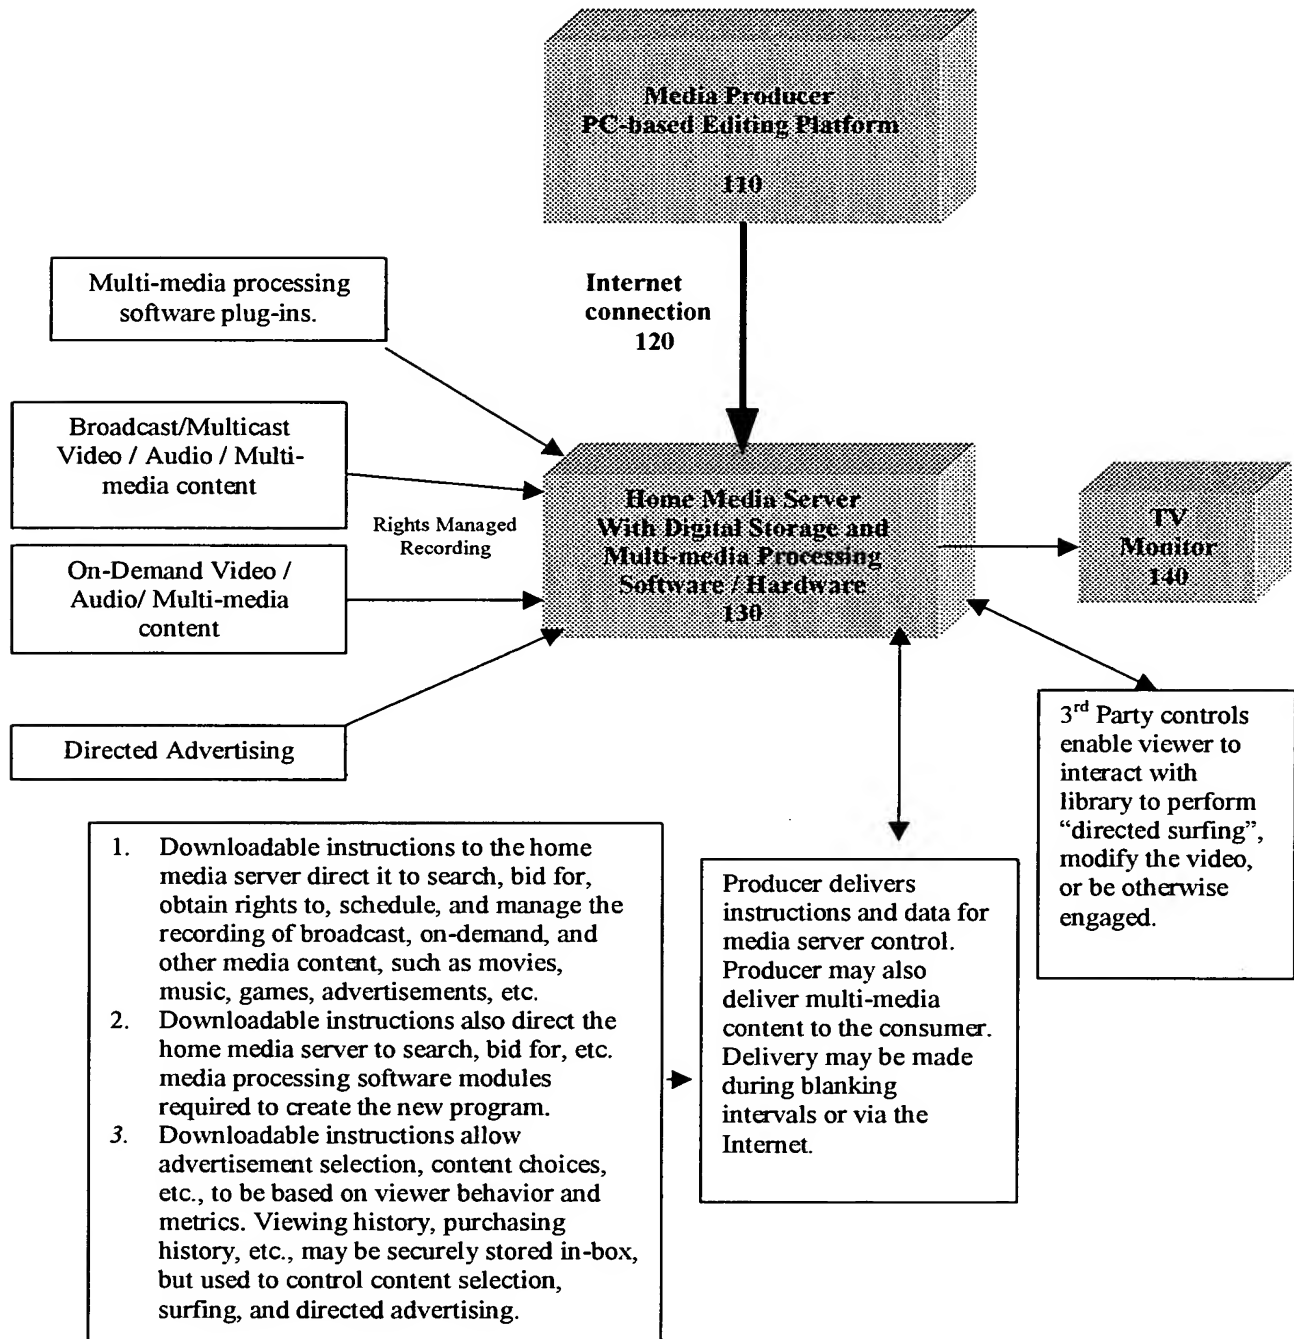 Media Producer
PC-based Editing Platform
110
Multi-media processing
software plug-ins.
Internet
connection
120
Broadcast/Multicast
Video / Audio / Multi-
media content
Rights Managed
Recording
On-Demand Video /
Audio/ Multi-media
content
Directed Advertising
Home Media Server
With Digital Storage and
Multi-media Processing
Software / Hardware
130
TV
Monitor
140
3rd Party controls
enable viewer to
interact with
library to perform
“directed surfing”,
modify the video,
or be otherwise
engaged.
1. Downloadable instructions to the home
media server direct it to search, bid for,
obtain rights to, schedule, and manage the
recording of broadcast, on-demand, and
other media content, such as movies,
music, games, advertisements, etc.
2. Downloadable instructions also direct the
home media server to search, bid for, etc.
media processing software modules
required to create the new program.
3. Downloadable instructions allow
advertisement selection, content choices,
etc., to be based on viewer behavior and
metrics. Viewing history, purchasing
history, etc., may be securely stored in-box,
but used to control content selection,
surfing, and directed advertising.
Producer delivers
instructions and data for
media server control.
Producer may also
deliver multi-media
content to the consumer.
Delivery may be made
during blanking
intervals or via the
Internet.